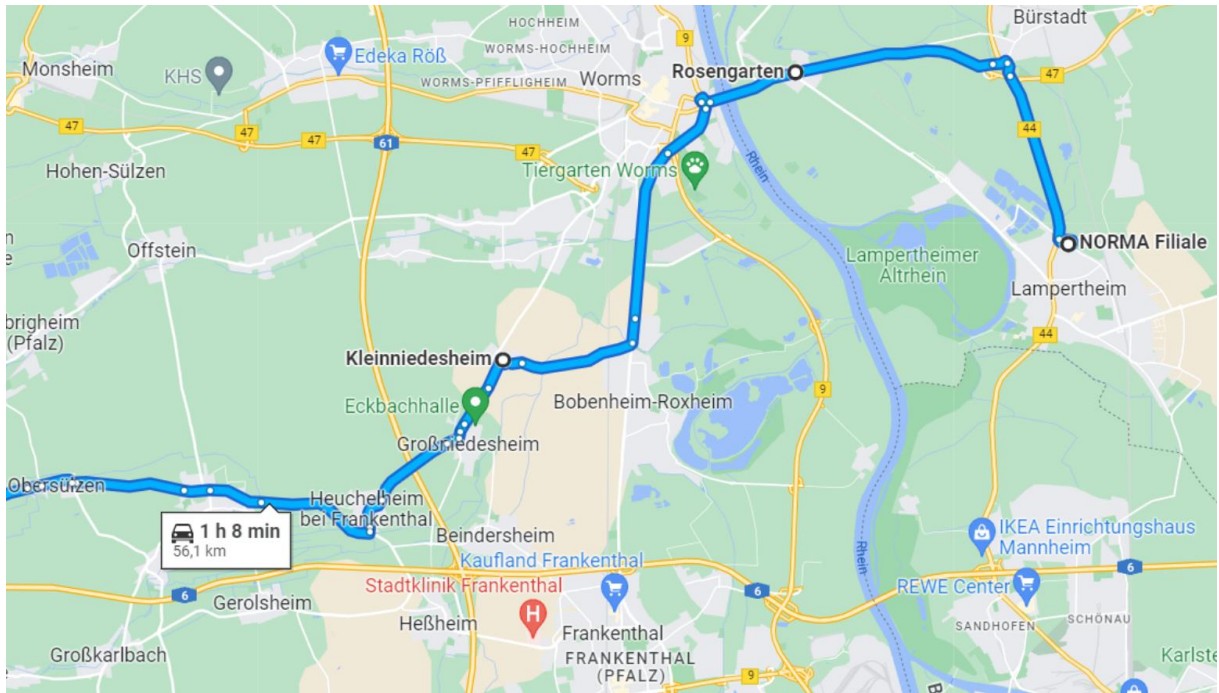 HOCHHEIM
Bürstadt
9
Edeka Röß
WORMS-HOCHHEIM
Monsheim
KHS
WORMS-PFIFFLIGHEIM
Worms
Rosengarten
47
47
47
47
61
47
44
Hohen-Sülzen
Tiergarten Worms
Rhein
Offstein
NORMA Filiale
Lampertheimer
Altrhein
Lampertheim
brigheim
(Pfalz)
44
Kleinniedesheim
9
Eckbachhalle
Bobenheim-Roxheim
Großniedesheim
Obersülzen
Heuchelheim
bei Frankenthal
1 h 8 min
56,1 km
Beindersheim
IKEA Einrichtungshaus
Mannheim
Rhein
Kaufland Frankenthal
6
6
6
Stadtklinik Frankenthal
REWE Center
Gerolsheim
H
Heßheim
SANDHOFEN
SCHÖNAU
Frankenthal
Großkarlbach
FRANKENTHAL
(PFALZ)
Karlste
9